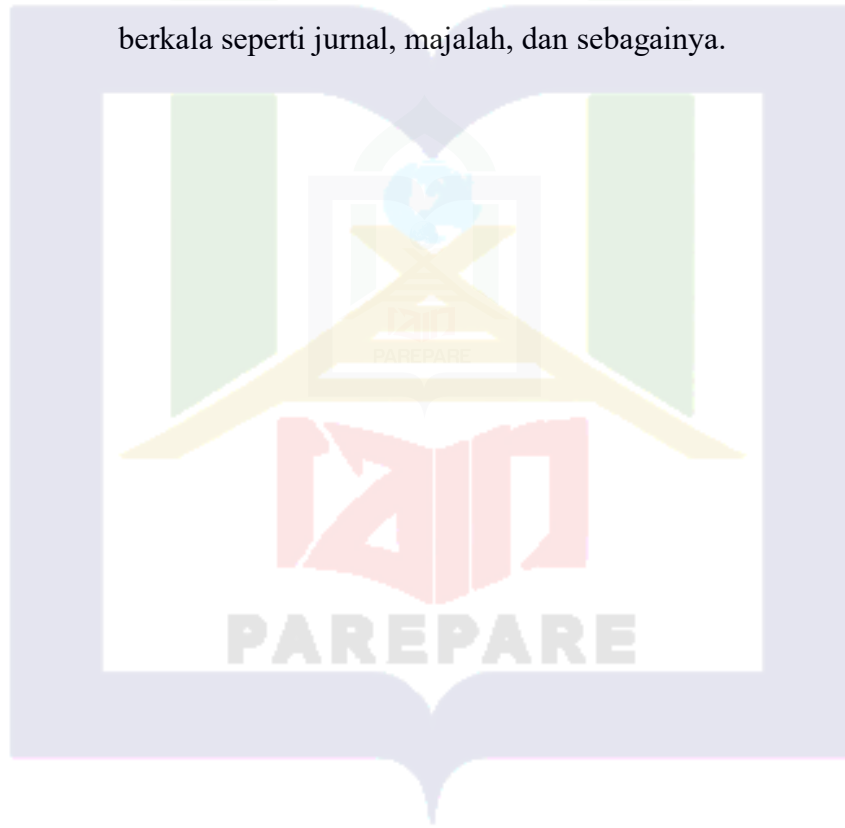 berkala seperti jurnal, majalah, dan sebagainya.
iain
PAREPARE
iain
PAREPARE